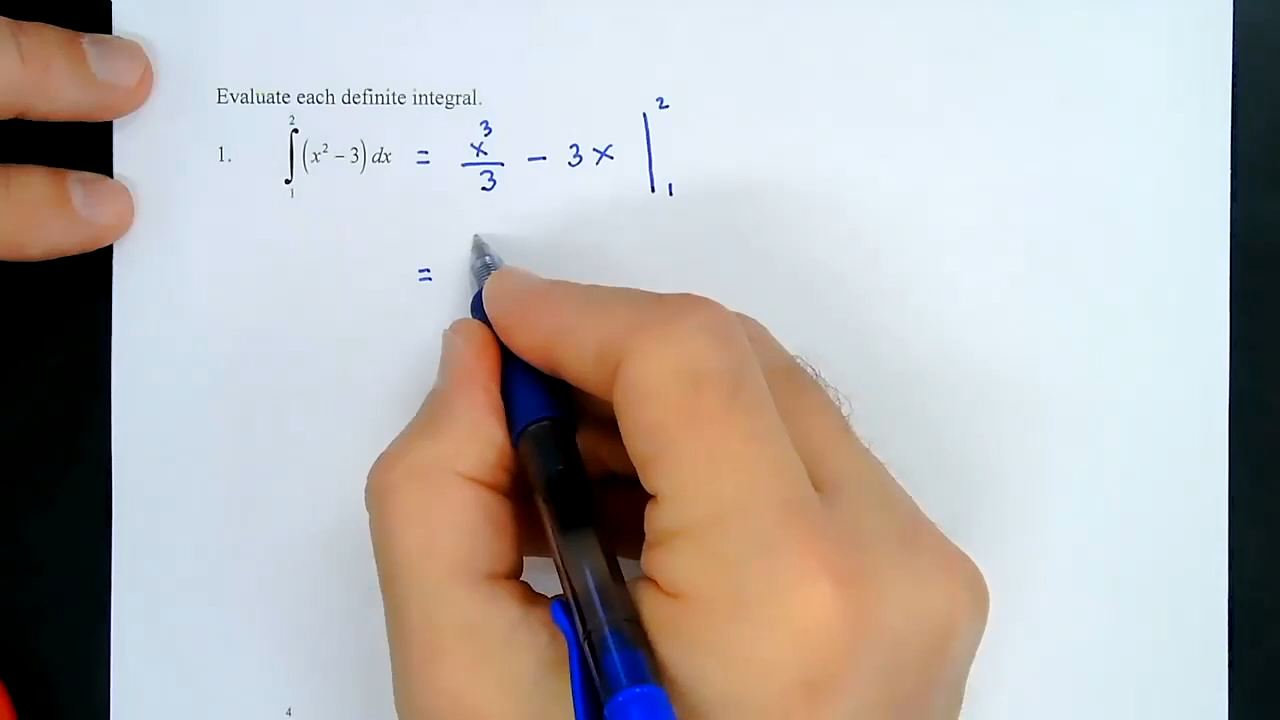 Evaluate each definite integral.
1. ∫₁² (x² − 3) dx = x³/3 − 3x |₁²
=
4